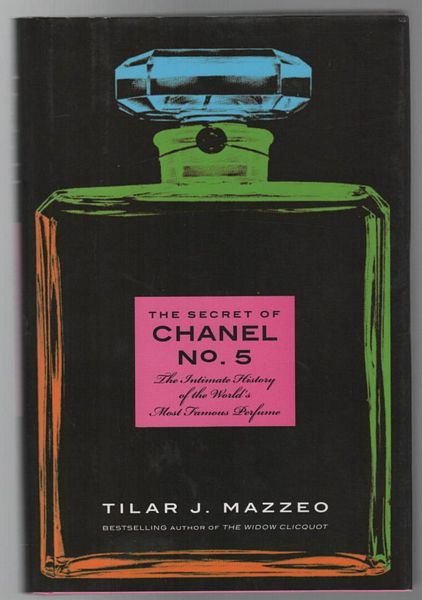 THE SECRET OF
CHANEL
No. 5
The Intimate History
of the World's
Most Famous Perfume
TILAR J. MAZZEO
BESTSELLING AUTHOR OF THE WIDOW CLICQUOT